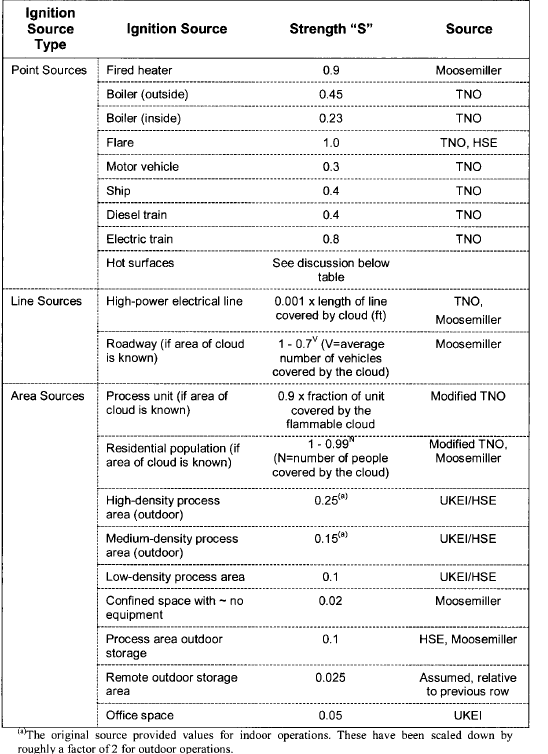 Ignition
Source
Type
Ignition Source
Strength “S”
Source
Point Sources
Fired heater
0.9
Moosemiller
Boiler (outside)
0.45
TNO
Boiler (inside)
0.23
TNO
Flare
1.0
TNO, HSE
Motor vehicle
0.3
TNO
Ship
0.4
TNO
Diesel train
0.4
TNO
Electric train
0.8
TNO
Hot surfaces
See discussion below
table
Line Sources
High-power electrical line
0.001 x length of line
covered by cloud (ft)
TNO,
Moosemiller
Roadway (if area of cloud
is known)
1 - 0.7^V (V=average
number of vehicles
covered by the cloud)
Moosemiller
Area Sources
Process unit (if area of
cloud is known)
0.9 x fraction of unit
covered by the
flammable cloud
Modified TNO
Residential population (if
area of cloud is known)
1 - 0.99^N
(N=number of people
covered by the cloud)
Modified TNO,
Moosemiller
High-density process
area (outdoor)
0.25(a)
UKEI/HSE
Medium-density process
area (outdoor)
0.15(a)
UKEI/HSE
Low-density process area
0.1
UKEI/HSE
Confined space with ~ no
equipment
0.02
Moosemiller
Process area outdoor
storage
0.1
HSE, Moosemiller
Remote outdoor storage
area
0.025
Assumed, relative
to previous row
Office space
0.05
UKEI
(a)The original source provided values for indoor operations. These have been scaled down by
roughly a factor of 2 for outdoor operations.